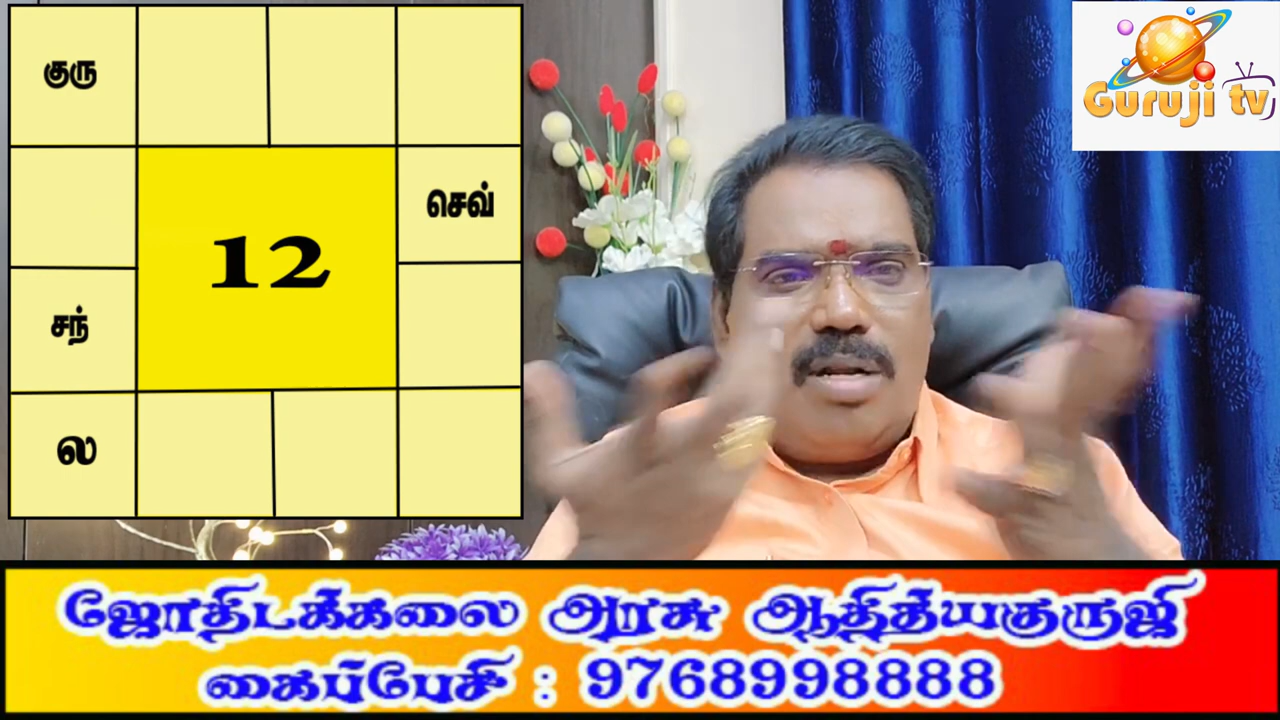 குரு
செவ்
12
சந்
ல
Guruji tv
ஜோதிடக்கலை அரசு ஆதித்யகுருஜி
கைப்பேசி : 9768998888